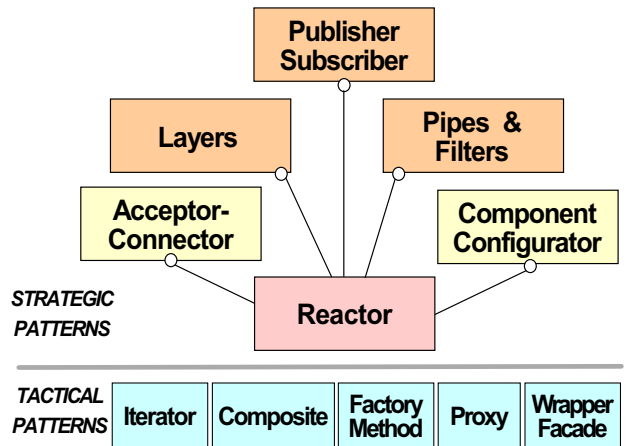 Publisher
Subscriber
Layers
Pipes &
Filters
Acceptor-
Connector
Component
Configurator
STRATEGIC
PATTERNS
Reactor
TACTICAL
PATTERNS
Iterator
Composite
Factory
Method
Proxy
Wrapper
Facade